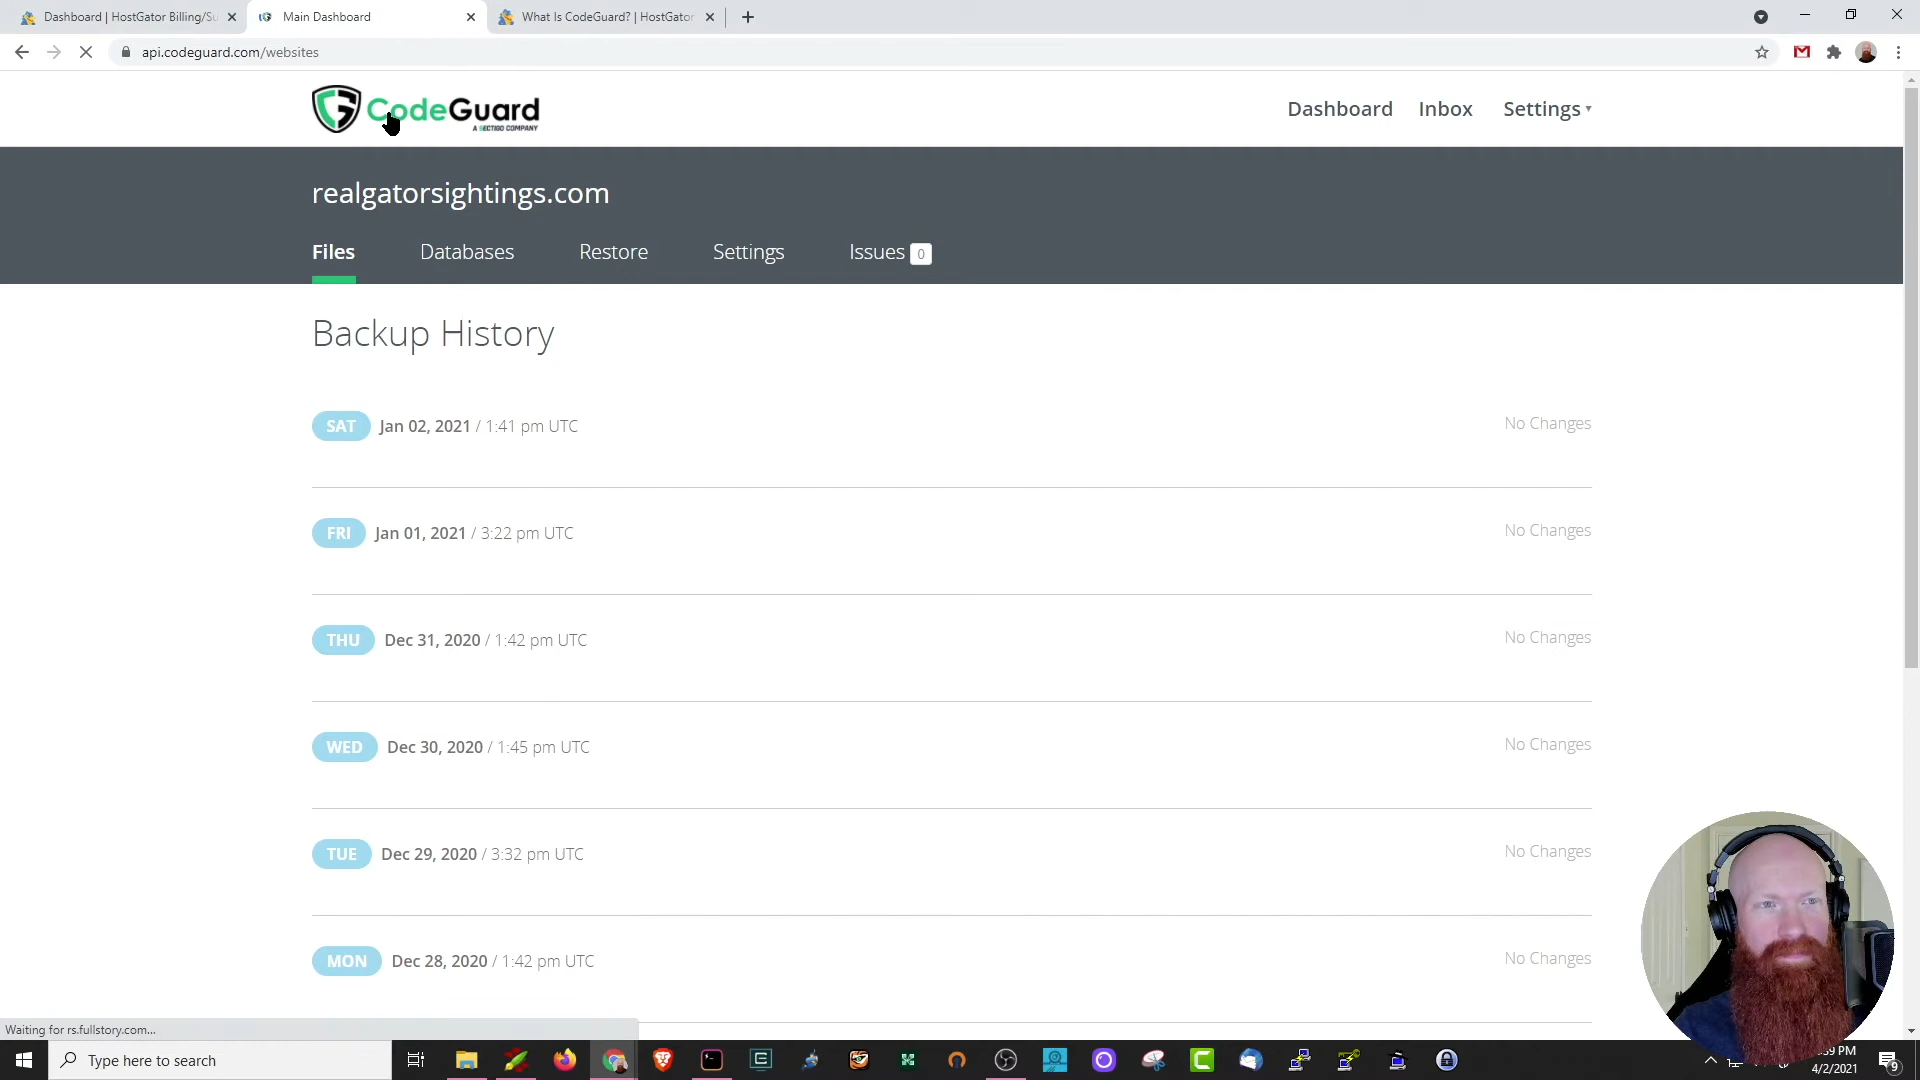 Dashboard | HostGator Billing/Su
Main Dashboard
What Is CodeGuard? | HostGator
api.codeguard.com/websites
CodeGuard
A SECTIGO COMPANY
Dashboard
Inbox
Settings
realgatorsightings.com
Files
Databases
Restore
Settings
Issues 0
Backup History
SAT Jan 02, 2021 / 1:41 pm UTC
No Changes
FRI Jan 01, 2021 / 3:22 pm UTC
No Changes
THU Dec 31, 2020 / 1:42 pm UTC
No Changes
WED Dec 30, 2020 / 1:45 pm UTC
No Changes
TUE Dec 29, 2020 / 3:32 pm UTC
No Changes
MON Dec 28, 2020 / 1:42 pm UTC
No Changes
Waiting for rs.fullstory.com...
Type here to search
:59 PM
4/2/2021
9